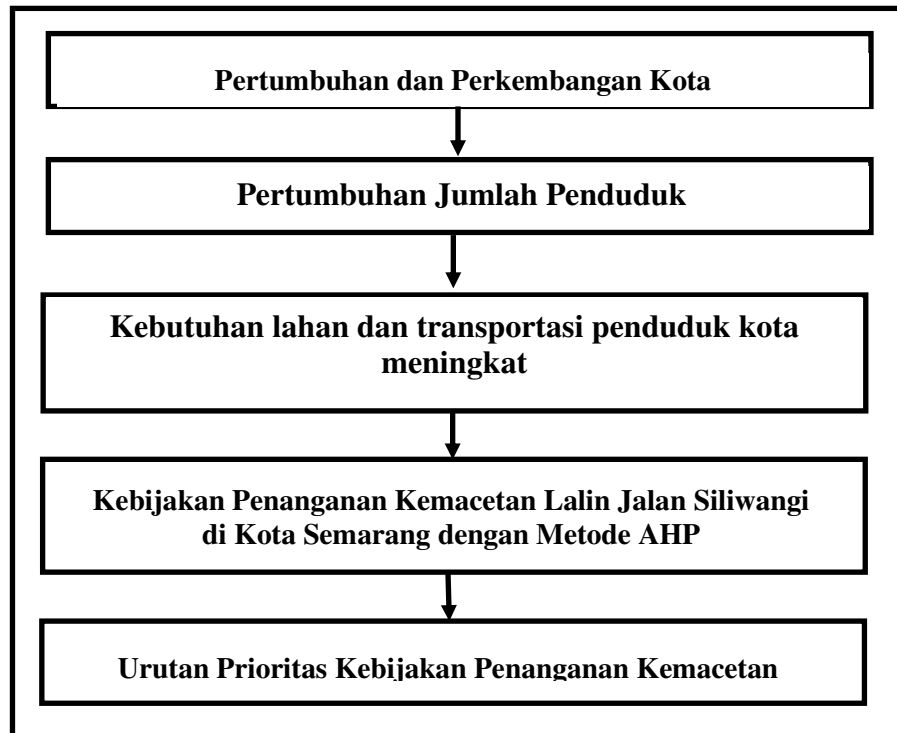 Pertumbuhan dan Perkembangan Kota
Pertumbuhan Jumlah Penduduk
Kebutuhan lahan dan transportasi penduduk kota
meningkat
Kebijakan Penanganan Kemacetan Lalin Jalan Siliwangi
di Kota Semarang dengan Metode AHP
Urutan Prioritas Kebijakan Penanganan Kemacetan